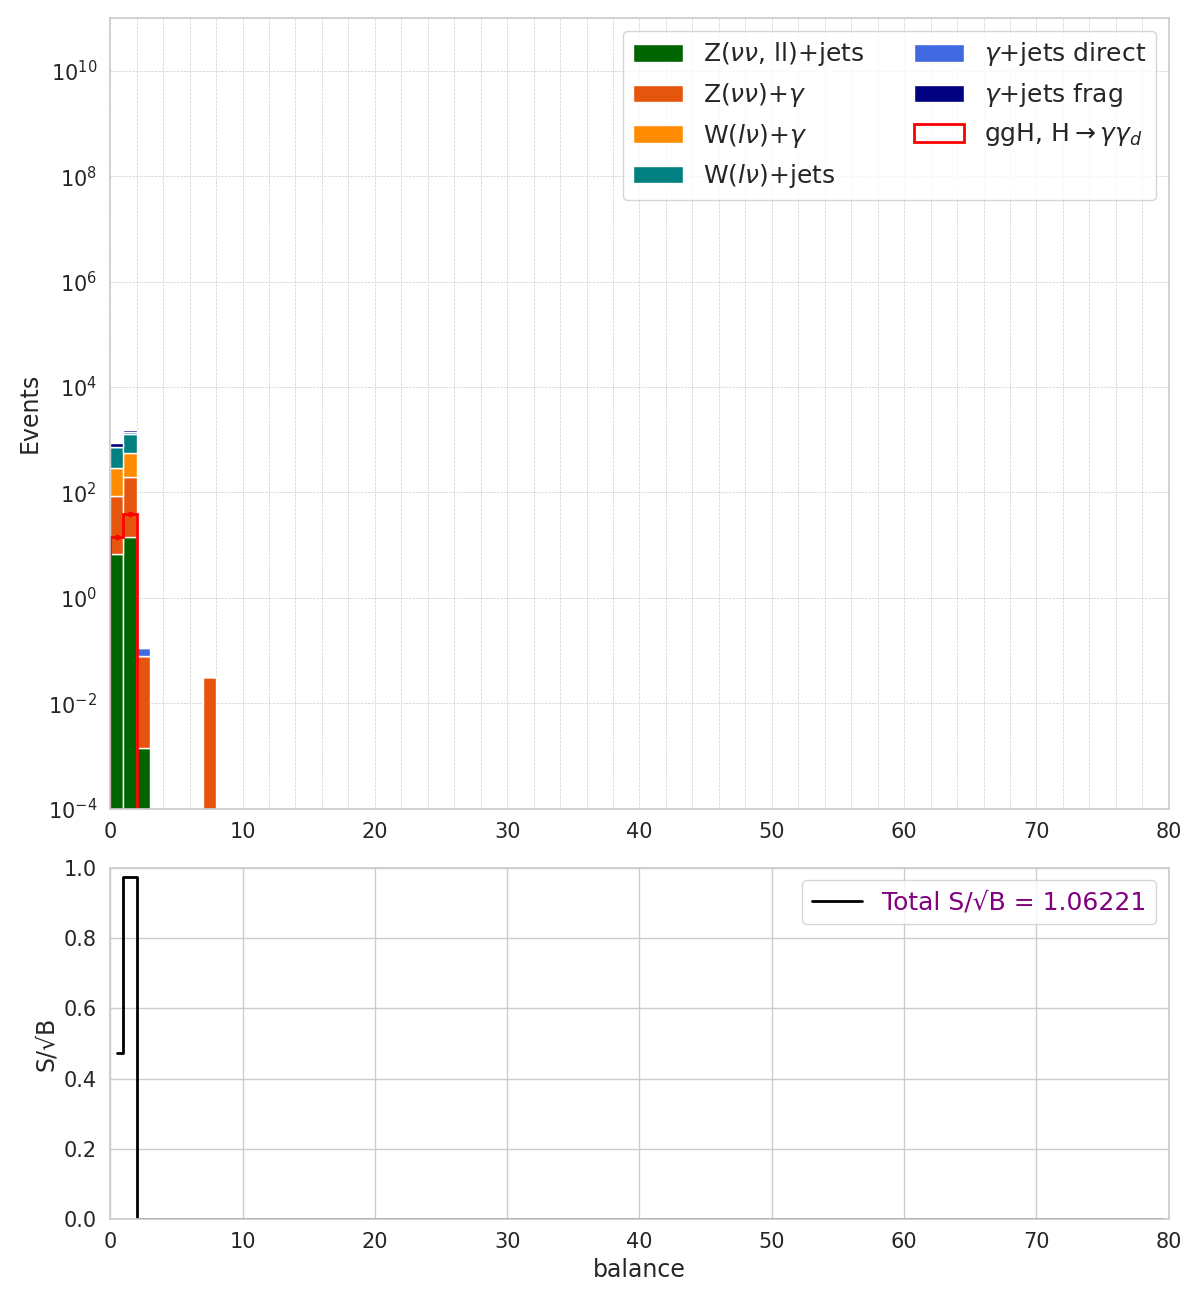 Z(νν, ll)+jets
Z(νν)+γ
W(lν)+γ
W(lν)+jets
γ+jets direct
γ+jets frag
ggH, H→γγ_d
Events
10^10
10^8
10^6
10^4
10^2
10^0
10^−2
10^−4
0 10 20 30 40 50 60 70 80
Total S/√B = 1.06221
S/√B
1.0
0.8
0.6
0.4
0.2
0.0
0 10 20 30 40 50 60 70 80
balance